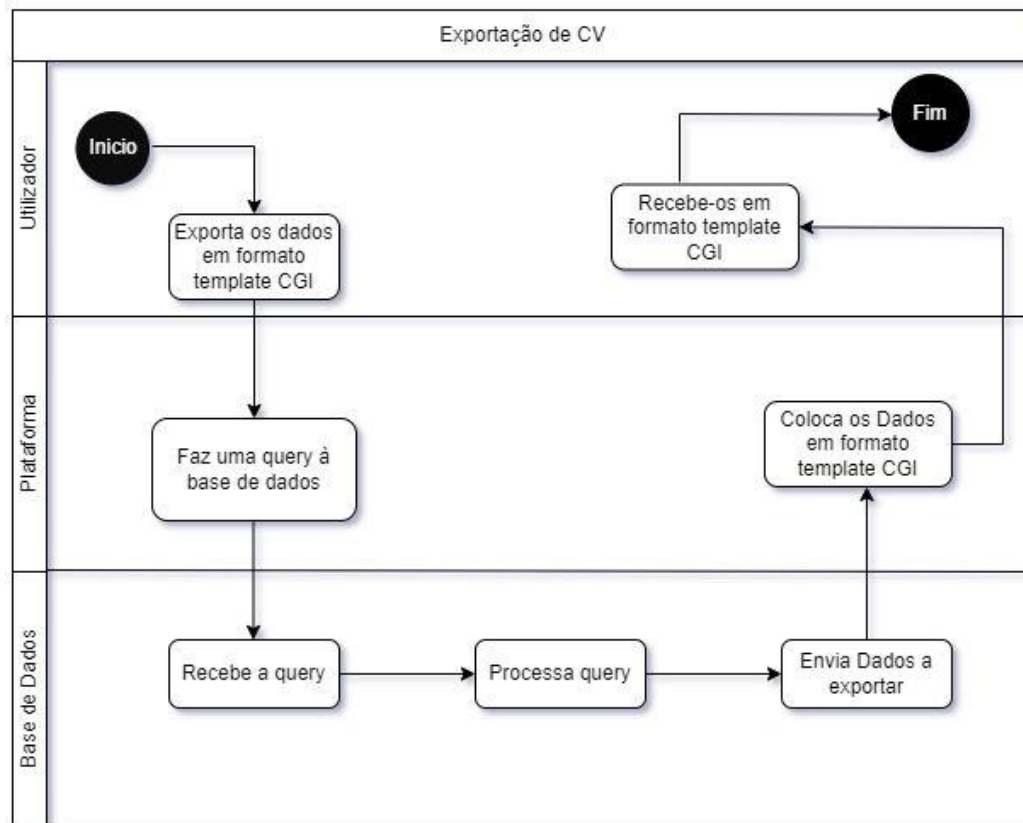 Exportação de CV
Utilizador
Inicio
Exporta os dados
em formato
template CGI
Recebe-os em
formato template
CGI
Fim
Plataforma
Faz uma query à
base de dados
Coloca os Dados
em formato
template CGI
Base de Dados
Recebe a query
Processa query
Envia Dados a
exportar